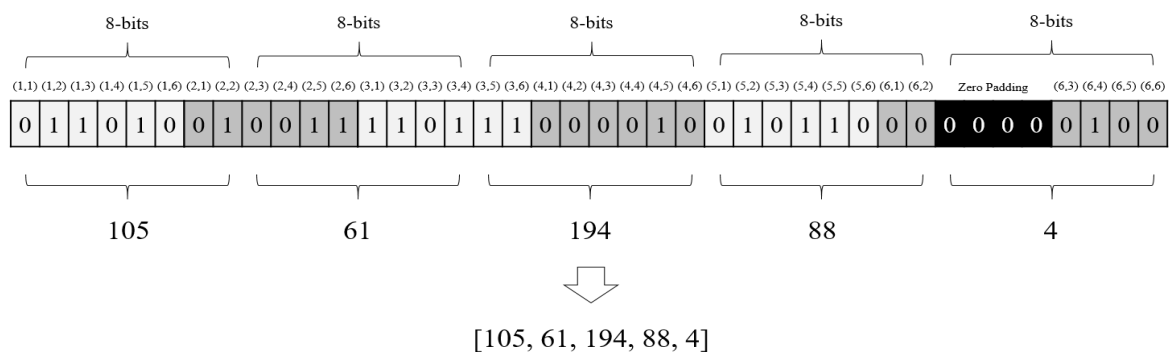 8-bits 8-bits 8-bits 8-bits 8-bits
(1,1) (1,2) (1,3) (1,4) (1,5) (1,6) (2,1) (2,2) (2,3) (2,4) (2,5) (2,6) (3,1) (3,2) (3,3) (3,4) (3,5) (3,6) (4,1) (4,2) (4,3) (4,4) (4,5) (4,6) (5,1) (5,2) (5,3) (5,4) (5,5) (5,6) (6,1) (6,2) Zero Padding (6,3) (6,4) (6,5) (6,6)
0 1 1 0 1 0 0 1 0 0 1 1 1 1 0 1 1 1 0 0 0 0 1 0 0 1 0 1 1 0 0 0 0 0 0 0 0 1 0 0
105 61 194 88 4
[105, 61, 194, 88, 4]